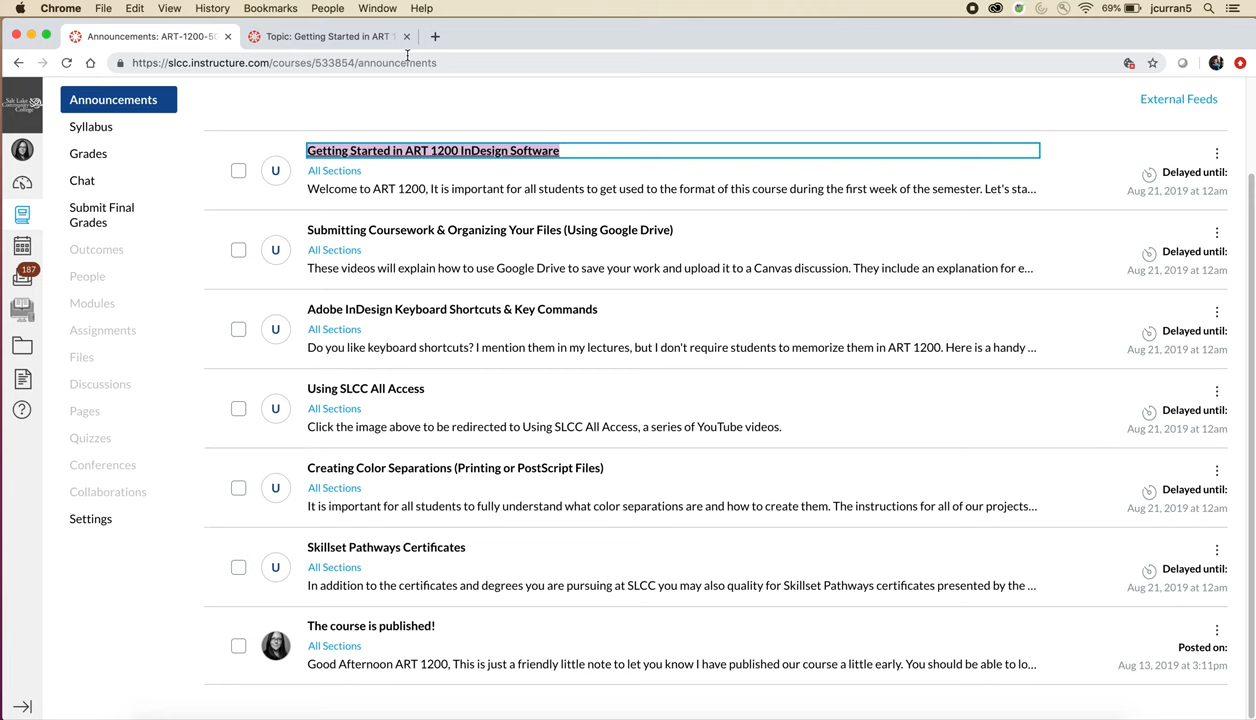 Chrome File Edit View History Bookmarks People Window Help 69% jcurran5
Announcements: ART-1200-50 Topic: Getting Started in ART 1
https://slcc.instructure.com/courses/533854/announcements
Salt Lake
Community
College
Announcements
Syllabus
Grades
Chat
Submit Final
Grades
Outcomes
People
Modules
Assignments
Files
Discussions
Pages
Quizzes
Conferences
Collaborations
Settings
187
External Feeds
Getting Started in ART 1200 InDesign Software
U
All Sections
Welcome to ART 1200, It is important for all students to get used to the format of this course during the first week of the semester. Let's sta...
Delayed until:
Aug 21, 2019 at 12am
Submitting Coursework & Organizing Your Files (Using Google Drive)
U
All Sections
These videos will explain how to use Google Drive to save your work and upload it to a Canvas discussion. They include an explanation for e...
Delayed until:
Aug 21, 2019 at 12am
Adobe InDesign Keyboard Shortcuts & Key Commands
U
All Sections
Do you like keyboard shortcuts? I mention them in my lectures, but I don't require students to memorize them in ART 1200. Here is a handy ...
Delayed until:
Aug 21, 2019 at 12am
Using SLCC All Access
U
All Sections
Click the image above to be redirected to Using SLCC All Access, a series of YouTube videos.
Delayed until:
Aug 21, 2019 at 12am
Creating Color Separations (Printing or PostScript Files)
U
All Sections
It is important for all students to fully understand what color separations are and how to create them. The instructions for all of our projects...
Delayed until:
Aug 21, 2019 at 12am
Skillset Pathways Certificates
U
All Sections
In addition to the certificates and degrees you are pursuing at SLCC you may also quality for Skillset Pathways certificates presented by the ...
Delayed until:
Aug 21, 2019 at 12am
The course is published!
All Sections
Good Afternoon ART 1200, This is just a friendly little note to let you know I have published our course a little early. You should be able to lo...
Posted on:
Aug 13, 2019 at 3:11pm